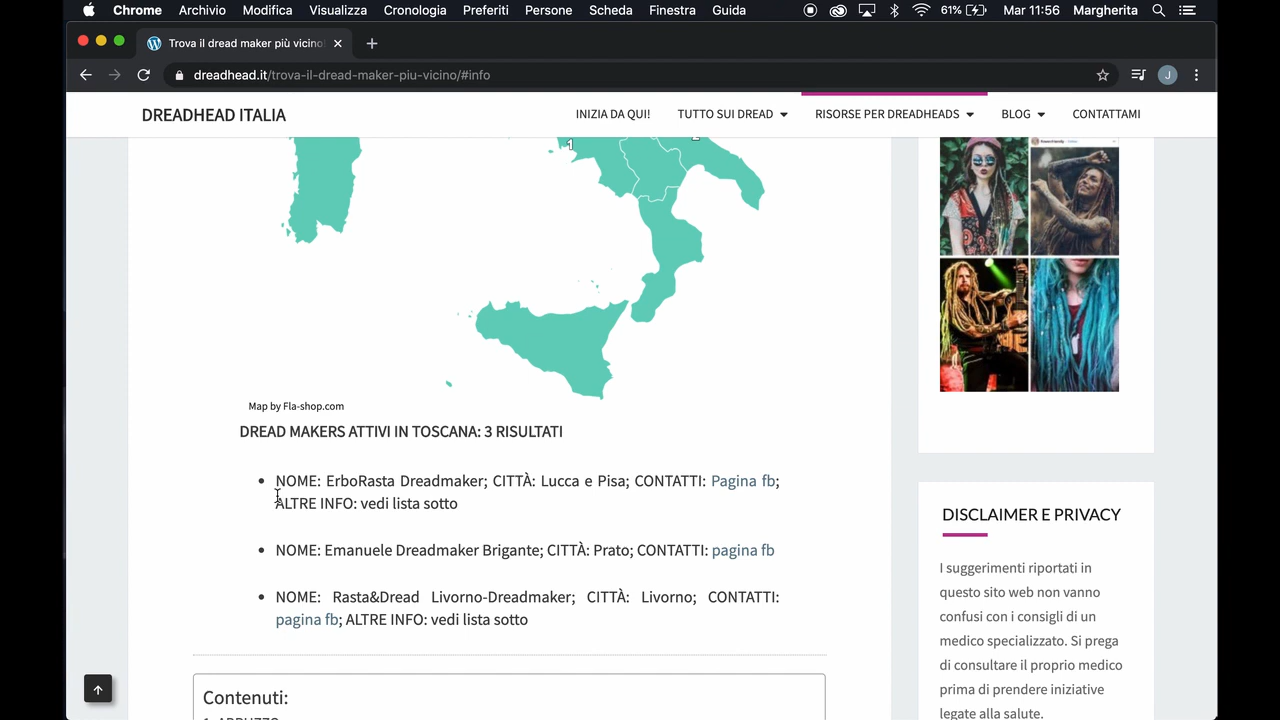 Chrome Archivio Modifica Visualizza Cronologia Preferiti Persone Scheda Finestra Guida 61% Mar 11:56 Margherita
Trova il dread maker più vicino
dreadhead.it/trova-il-dread-maker-piu-vicino/#info J
DREADHEAD ITALIA INIZIA DA QUI! TUTTO SUI DREAD RISORSE PER DREADHEADS BLOG CONTATTAMI
1
Map by Fla-shop.com
DREAD MAKERS ATTIVI IN TOSCANA: 3 RISULTATI
NOME: ErboRasta Dreadmaker; CITTÀ: Lucca e Pisa; CONTATTI: Pagina fb;
ALTRE INFO: vedi lista sotto
NOME: Emanuele Dreadmaker Brigante; CITTÀ: Prato; CONTATTI: pagina fb
NOME: Rasta&Dread Livorno-Dreadmaker; CITTÀ: Livorno; CONTATTI:
pagina fb; ALTRE INFO: vedi lista sotto
Contenuti:
1. ABRUZZO
DISCLAIMER E PRIVACY
I suggerimenti riportati in
questo sito web non vanno
confusi con i consigli di un
medico specializzato. Si prega
di consultare il proprio medico
prima di prendere iniziative
legate alla salute.